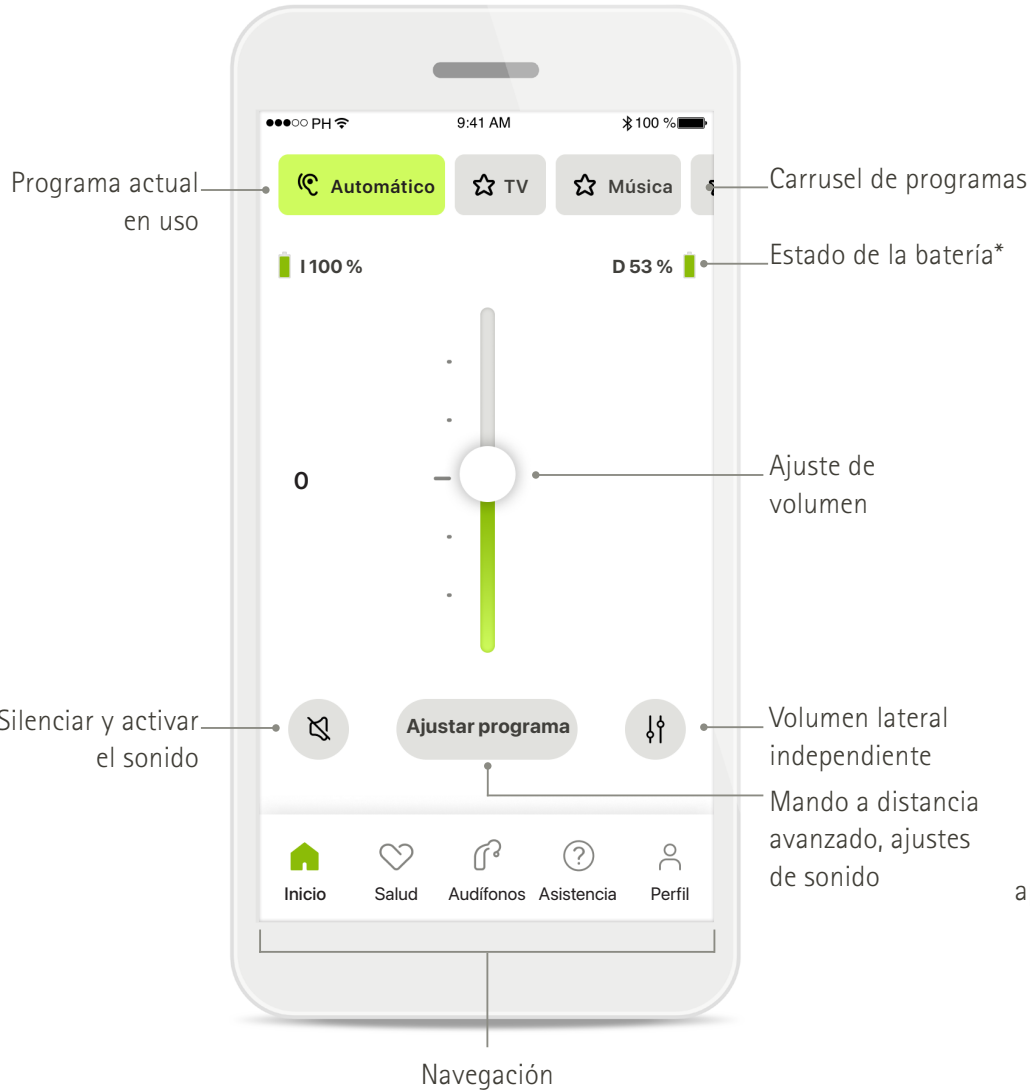 PH
9:41 AM
100 %
Programa actual
en uso
Automático
TV
Música
Carrusel de programas
I 100 %
D 53 %
Estado de la batería*
0
Ajuste de
volumen
Silenciar y activar
el sonido
Ajustar programa
Volumen lateral
independiente
Mando a distancia
avanzado, ajustes
de sonido
a
Inicio
Salud
Audífonos
Asistencia
Perfil
Navegación